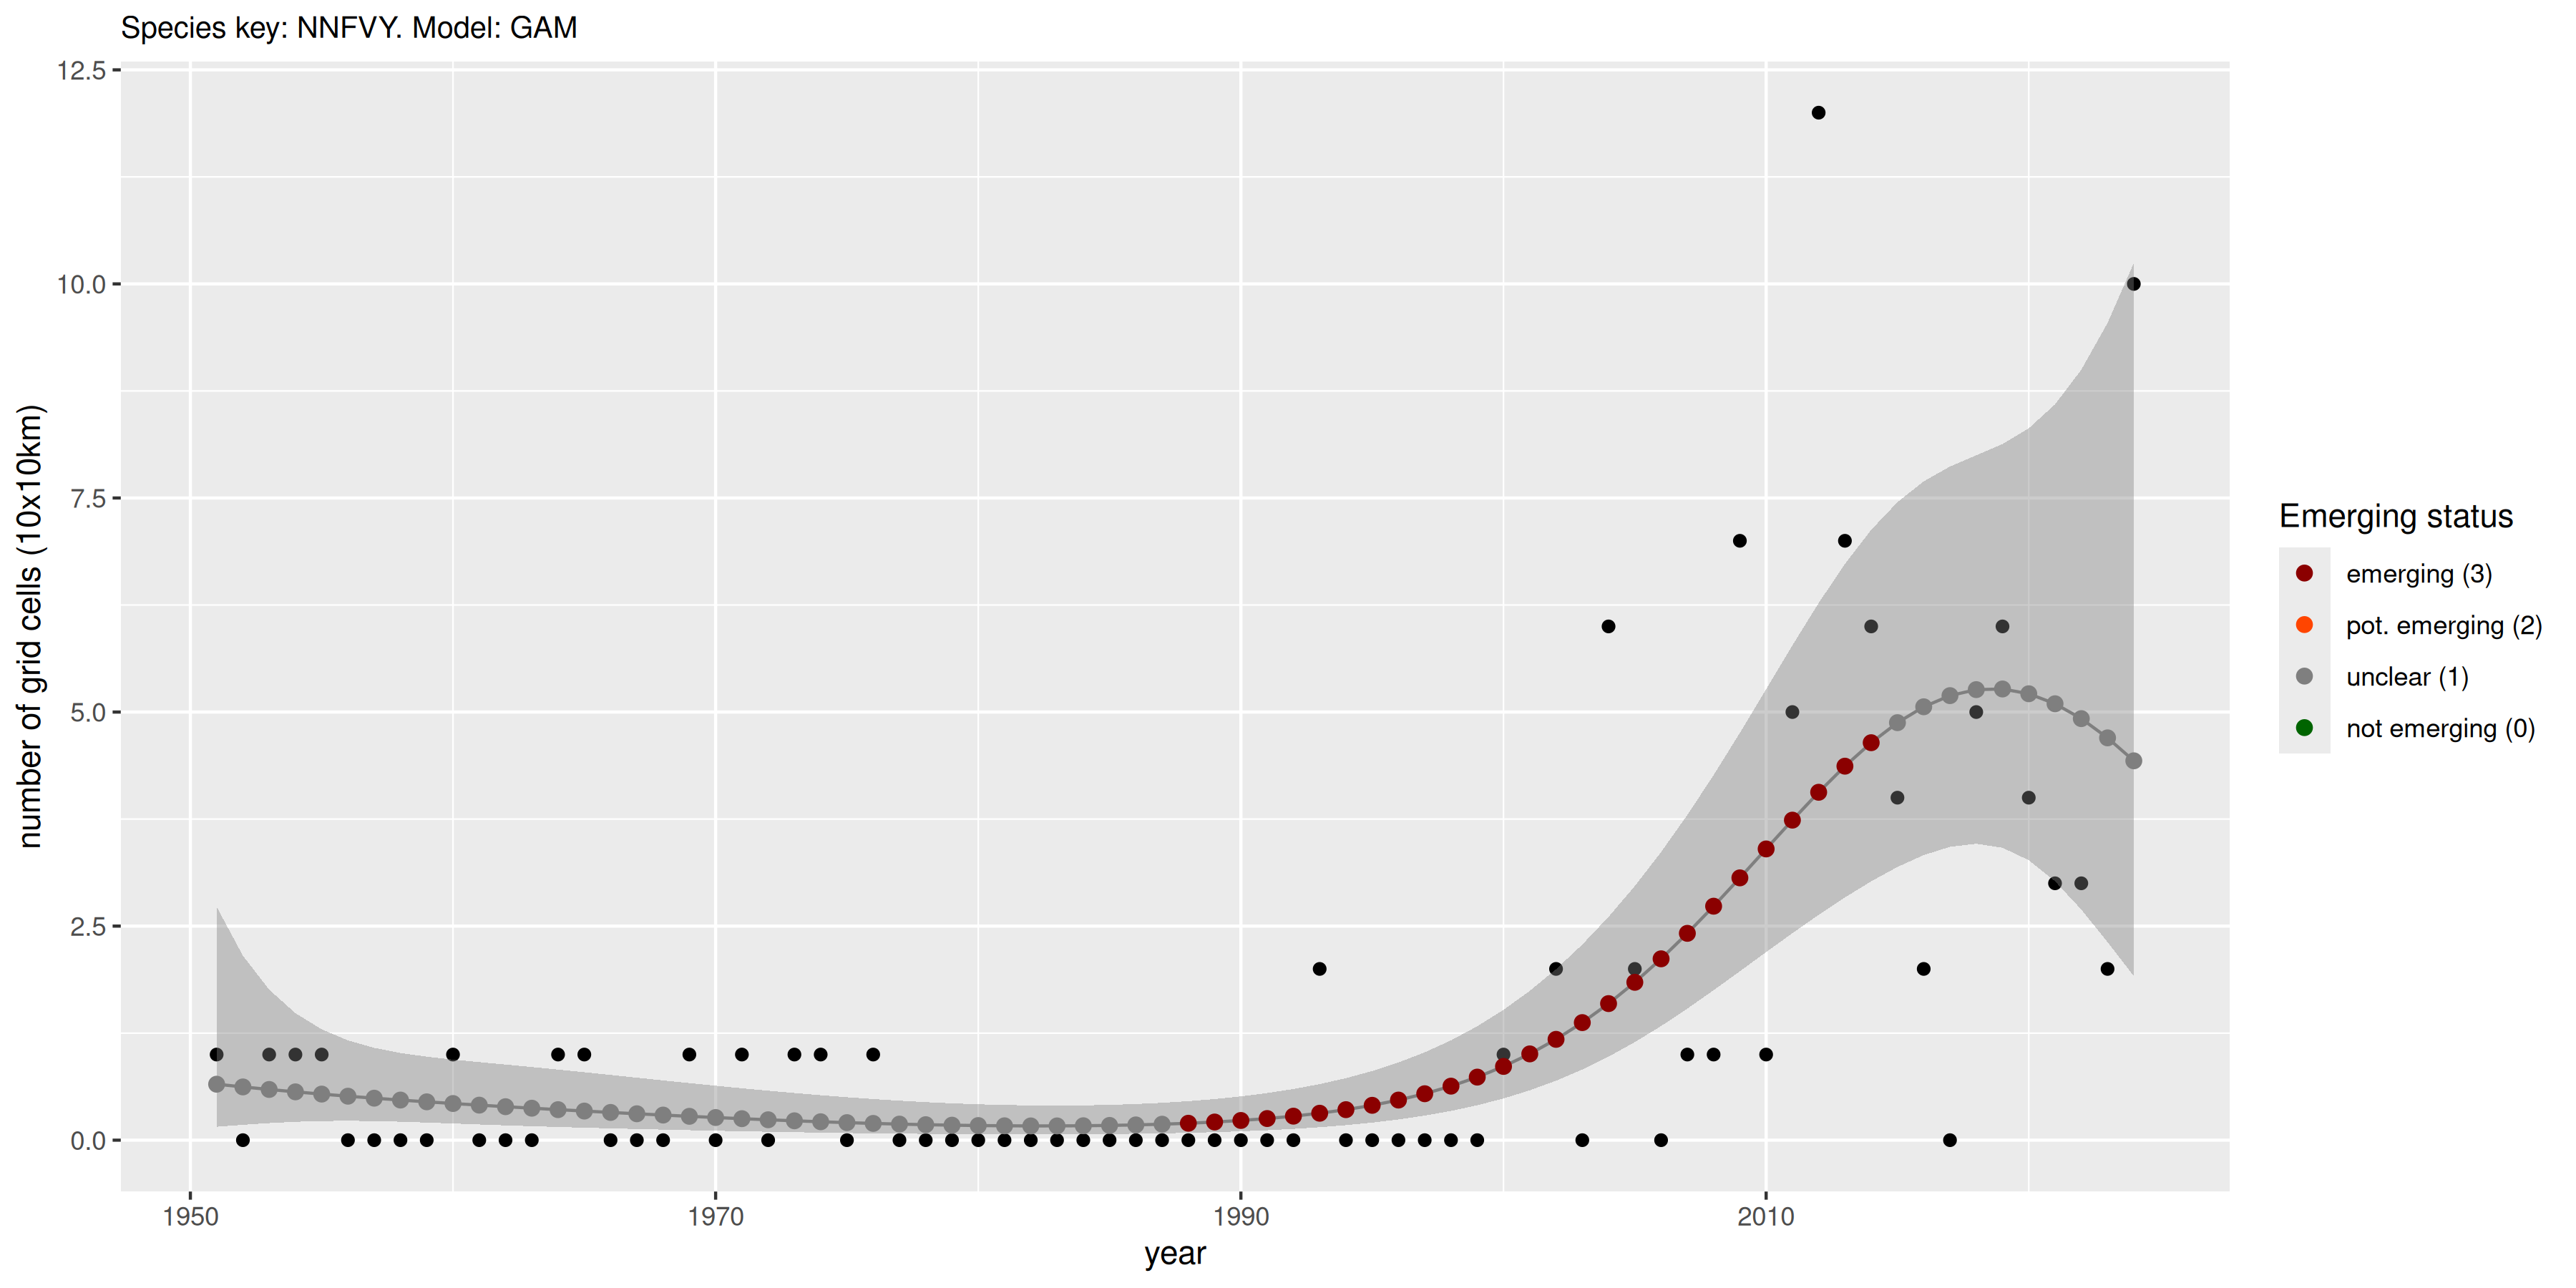 Species key: NNFVY. Model: GAM
12.5
10.0
7.5
5.0
2.5
0.0
number of grid cells (10x10km)
1950
1970
1990
2010
year
Emerging status
emerging (3)
pot. emerging (2)
unclear (1)
not emerging (0)